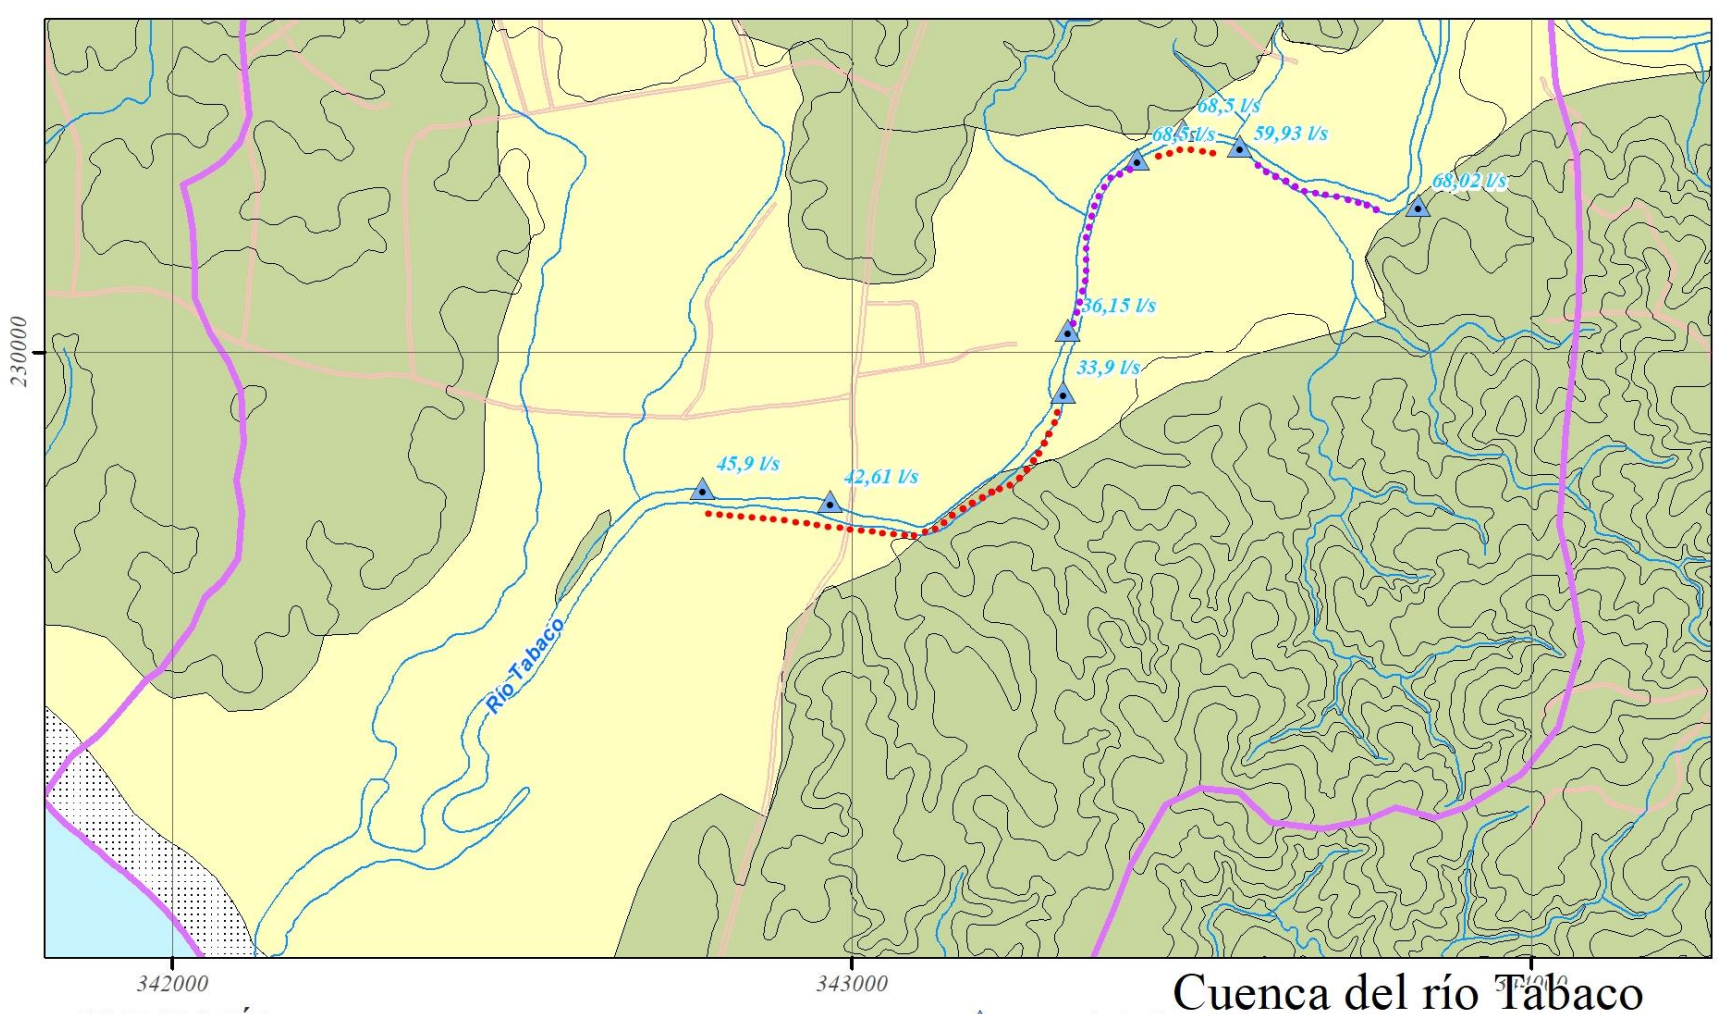 68,5 l/s
68,5 l/s
59,93 l/s
68,02 l/s
36,15 l/s
230000
33,9 l/s
45,9 l/s
42,61 l/s
Río Tabaco
342000
343000
Cuenca del río Tabaco